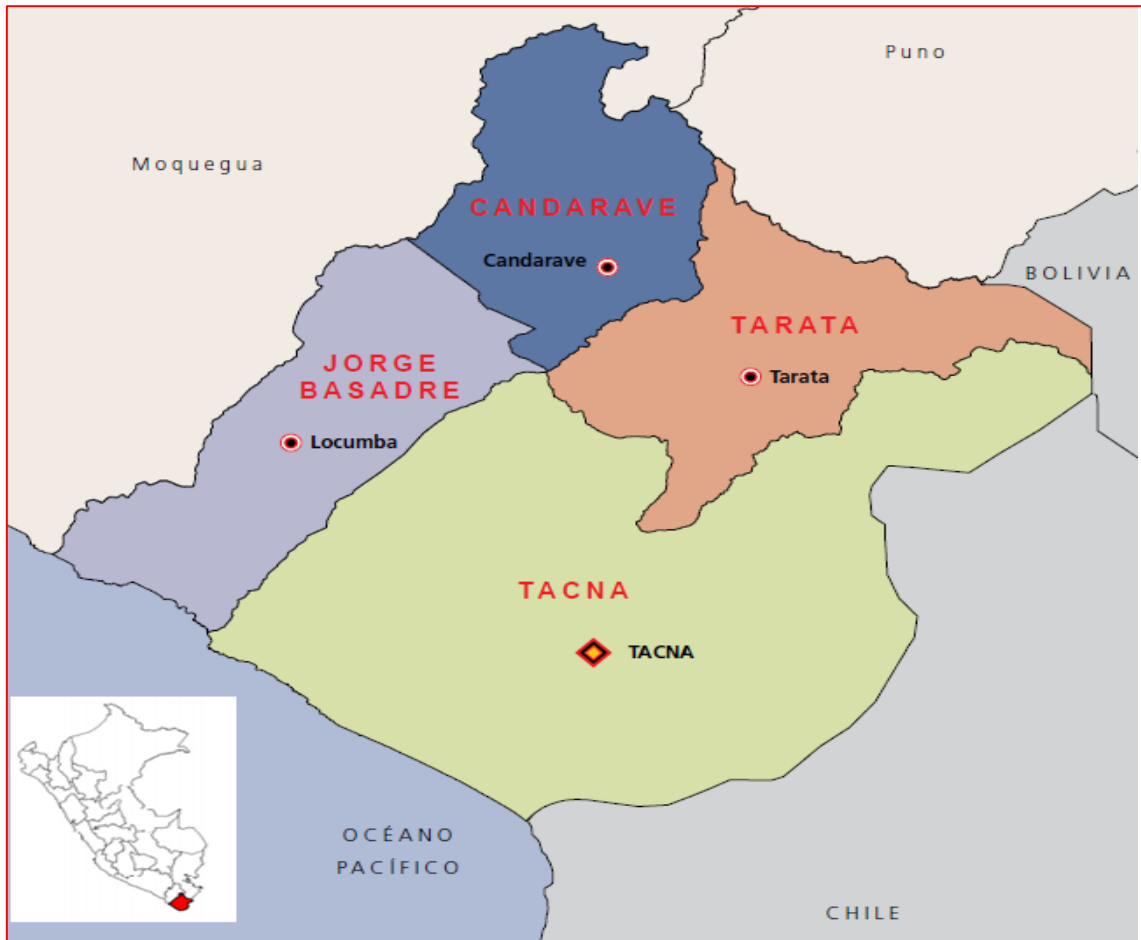 Puno
Moquegua
CANDARAVE
Candarave
BOLIVIA
TARATA
Tarata
JORGE
BASADRE
Locumba
TACNA
TACNA
OCÉANO
PACÍFICO
CHILE